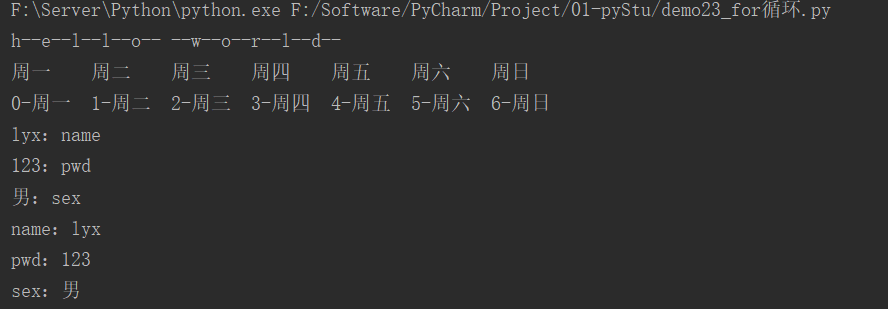 F:\Server\Python\python.exe F:/Software/PyCharm/Project/01-pyStu/demo23_for循环.py
h--e--l--l--o-- --w--o--r--l--d--
周一 周二 周三 周四 周五 周六 周日
0-周一 1-周二 2-周三 3-周四 4-周五 5-周六 6-周日
lyx：name
123：pwd
男：sex
name：lyx
pwd：123
sex：男